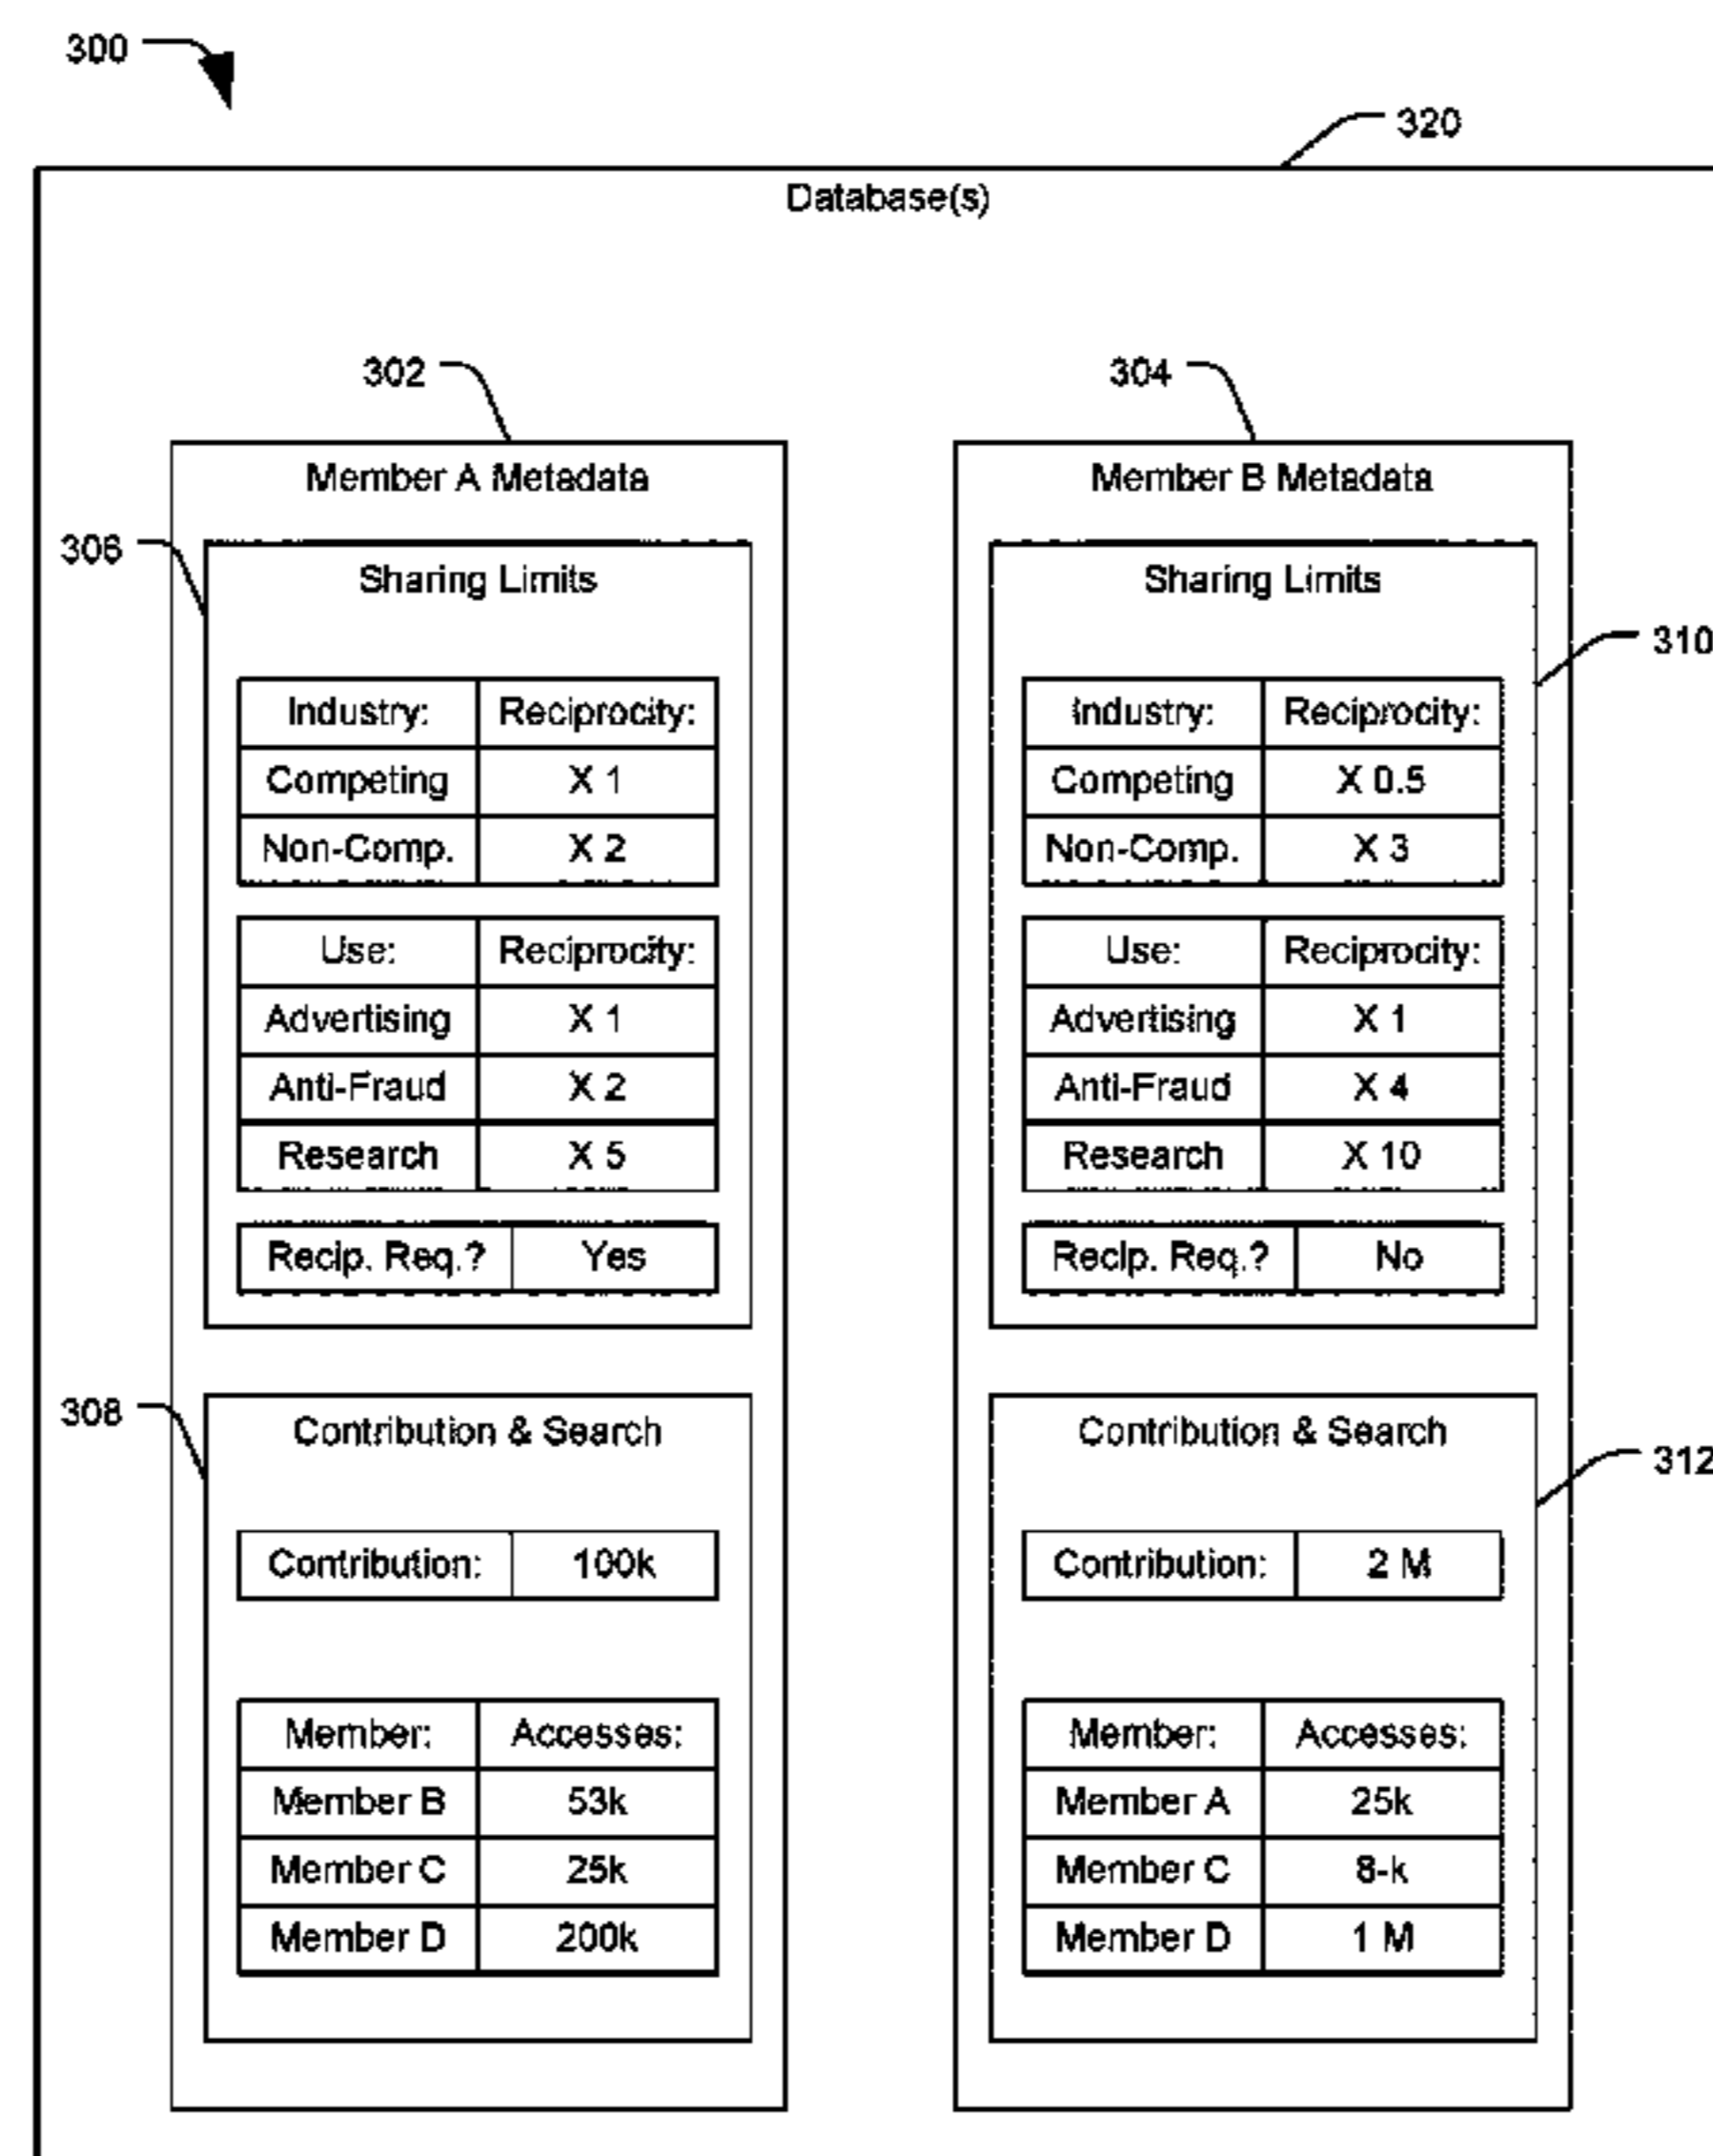 300
320
Database(s)
302
304
Member A Metadata
Member B Metadata
306
Sharing Limits
Sharing Limits
310
Industry: Reciprocity:
Industry: Reciprocity:
Competing X 1
Competing X 0.5
Non-Comp. X 2
Non-Comp. X 3
Use: Reciprocity:
Use: Reciprocity:
Advertising X 1
Advertising X 1
Anti-Fraud X 2
Anti-Fraud X 4
Research X 5
Research X 10
Recip. Req.? Yes
Recip. Req.? No
308
Contribution & Search
Contribution & Search
312
Contribution: 100k
Contribution: 2 M
Member: Accesses:
Member: Accesses:
Member B 53k
Member A 25k
Member C 25k
Member C 8-k
Member D 200k
Member D 1 M